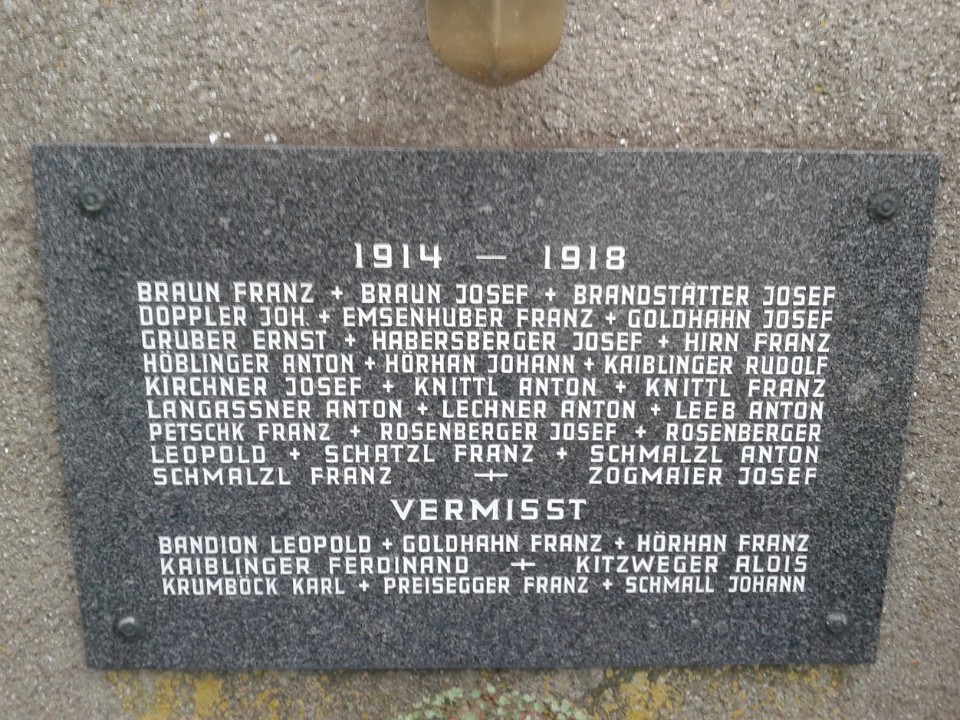 1914 — 1918
BRAUN FRANZ + BRAUN JOSEF + BRANDSTÄTTER JOSEF
DOPPLER JOH. + EMSENHUBER FRANZ + GOLDHAHN JOSEF
GRUBER ERNST + HABERSBERGER JOSEF + HIRN FRANZ
HÖBLINGER ANTON + HÖRHAN JOHANN + KAIBLINGER RUDOLF
KIRCHNER JOSEF + KNITTL ANTON + KNITTL FRANZ
LANGASSNER ANTON + LECHNER ANTON + LEEB ANTON
PETSCHK FRANZ + ROSENBERGER JOSEF + ROSENBERGER
LEOPOLD + SCHATZL FRANZ + SCHMALZL ANTON
SCHMALZL FRANZ + ZOGMAIER JOSEF
VERMISST
BANDION LEOPOLD + GOLDHAHN FRANZ + HÖRHAN FRANZ
KAIBLINGER FERDINAND + KITZWEGER ALOIS
KRUMBÖCK KARL + PREISEGGER FRANZ + SCHMALL JOHANN